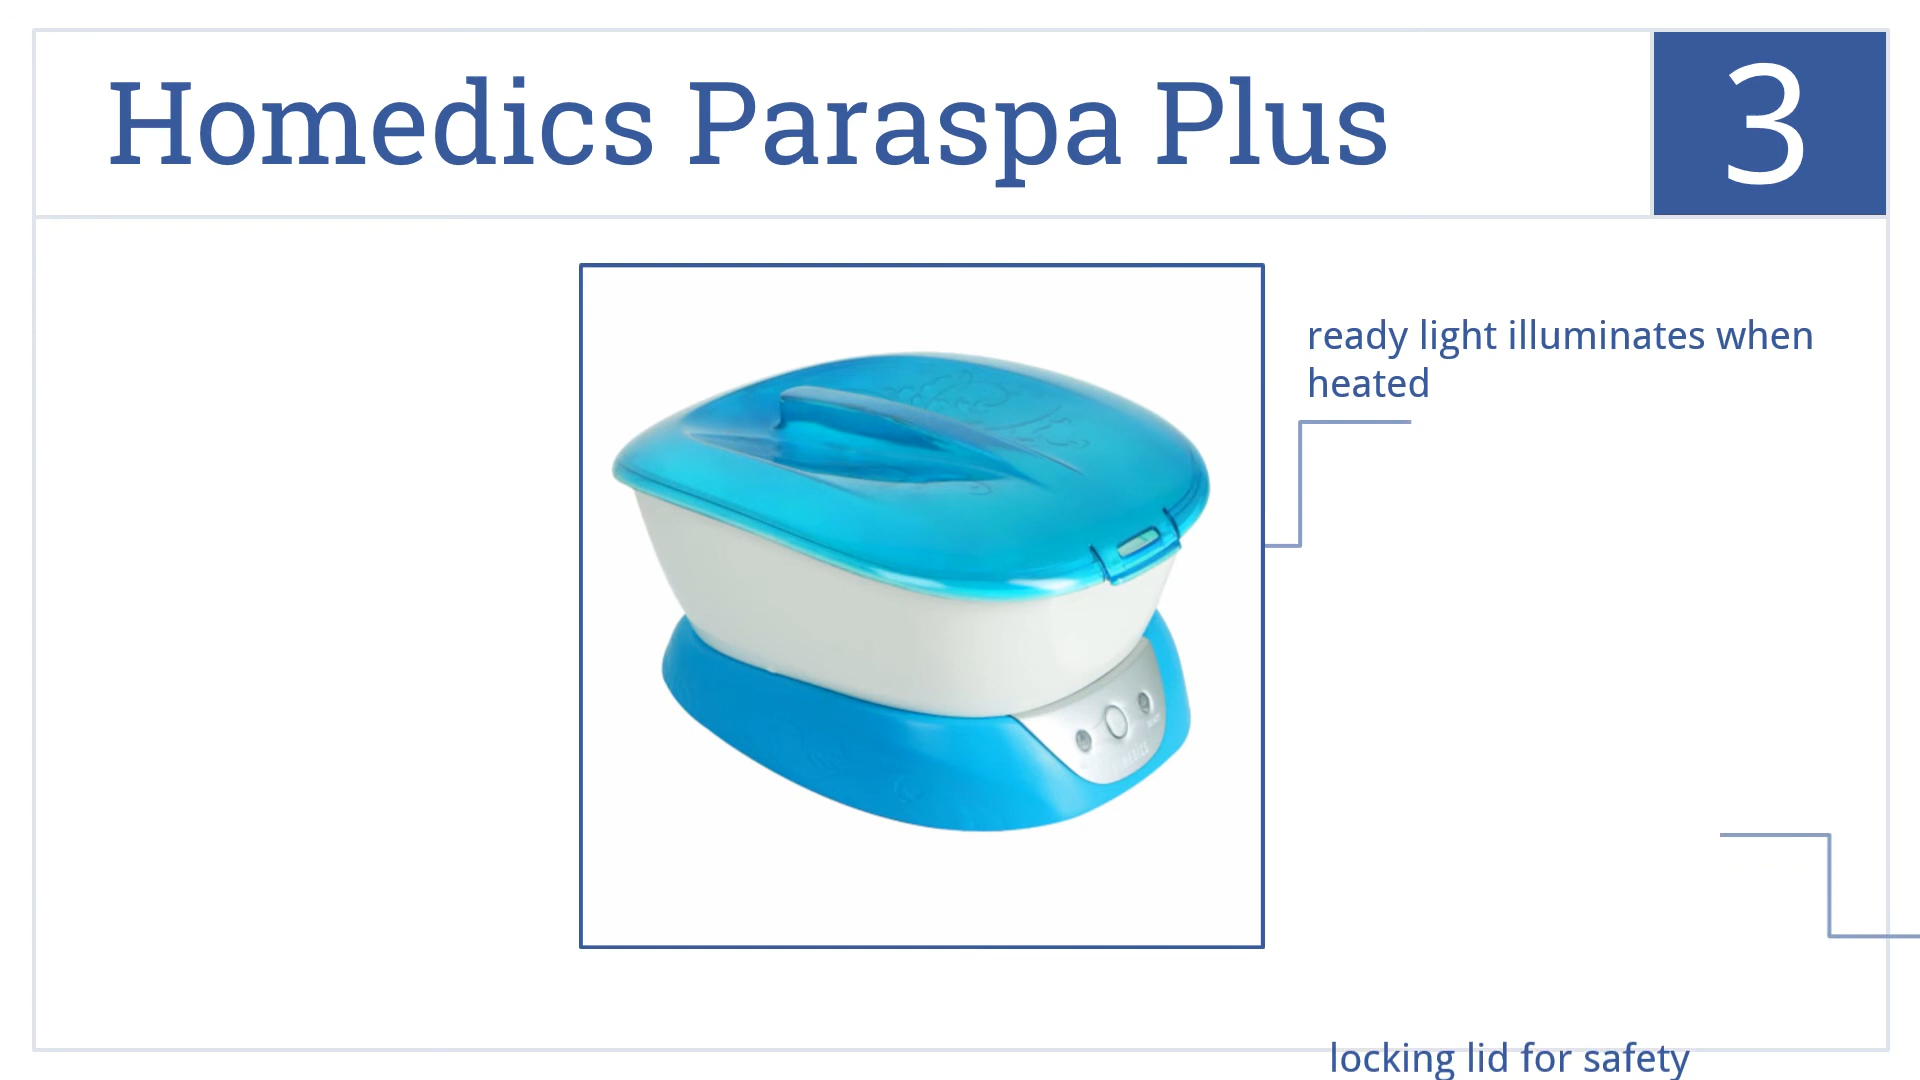 Homedics Paraspa Plus
3
ready light illuminates when
heated
locking lid for safety